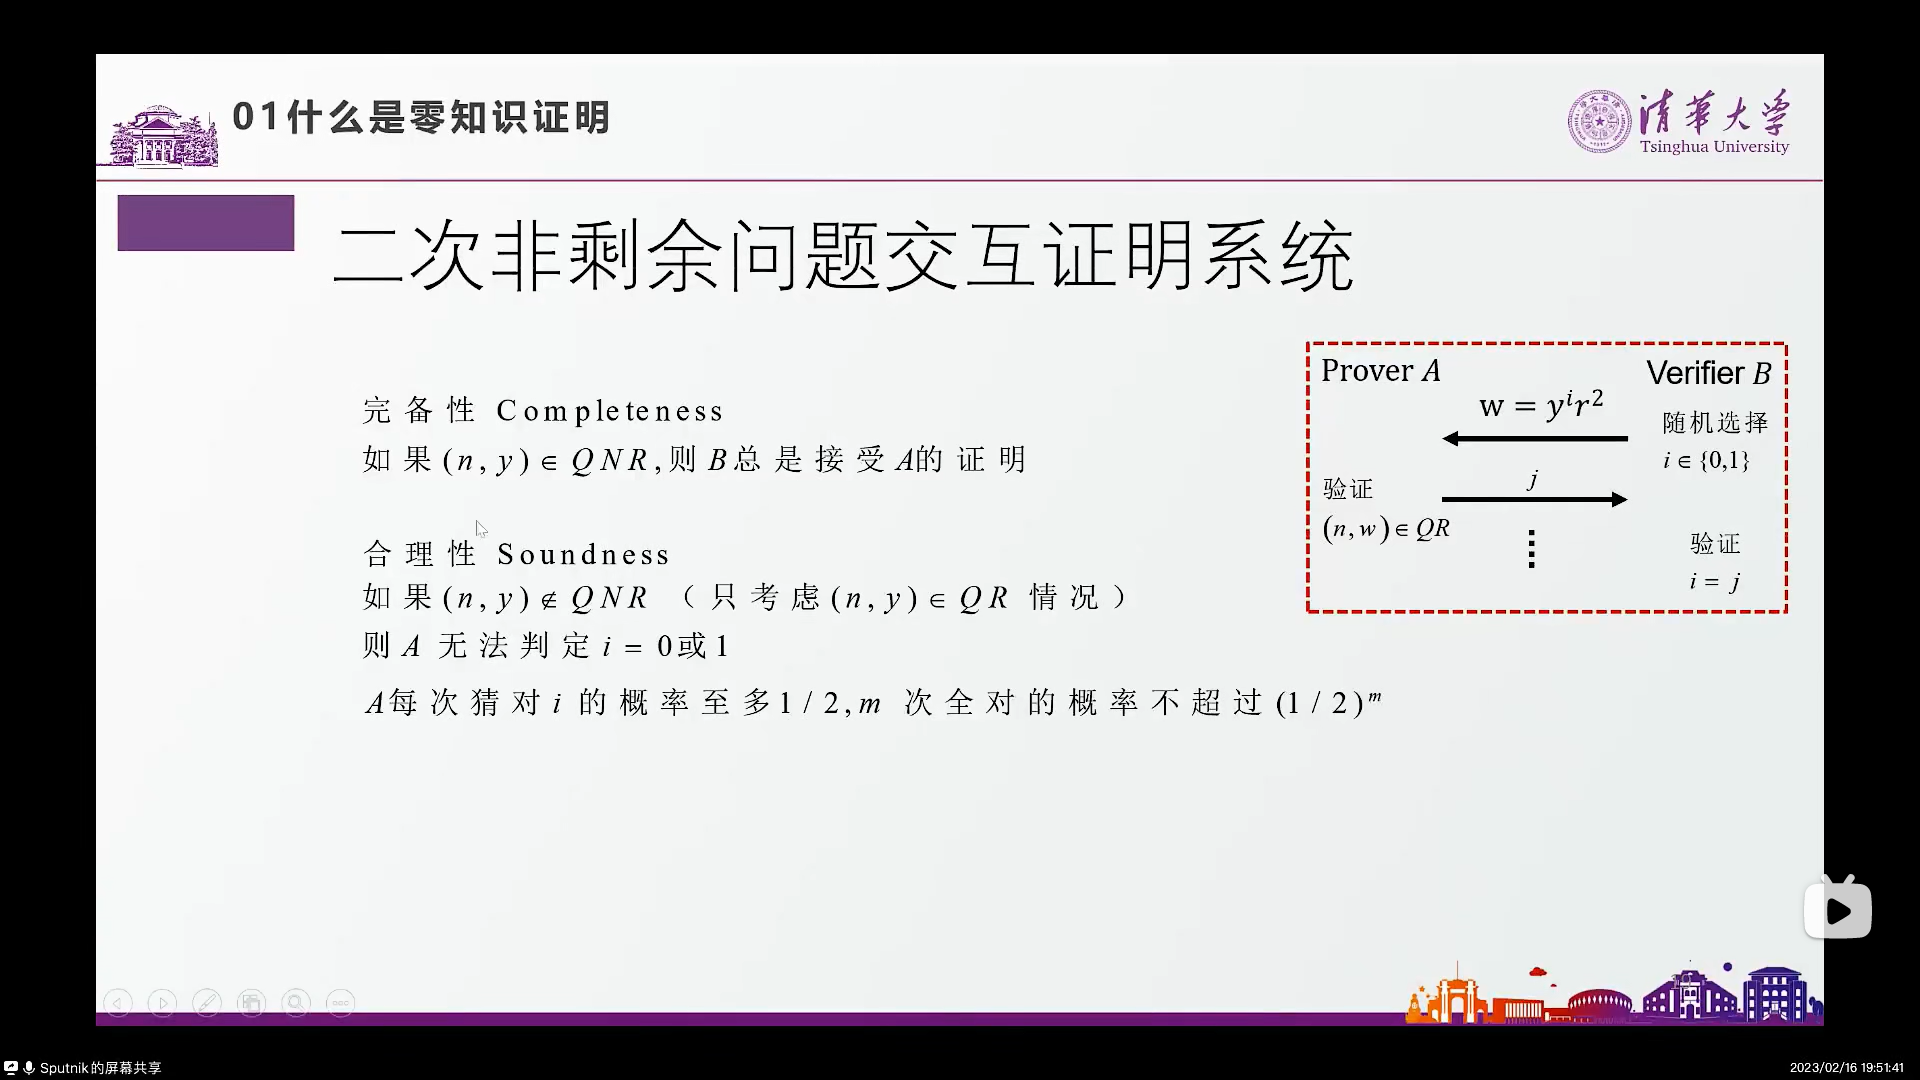 01什么是零知识证明
清華大学
Tsinghua University
二次非剩余问题交互证明系统
完备性 Completeness
如果(n, y) ∈ QNR,则B总是接受A的证明
合理性 Soundness
如果(n, y) ∉ QNR （只考虑(n, y) ∈ QR 情况）
则 A 无法判定 i = 0或1
A每次猜对 i 的概率至多1 / 2, m 次全对的概率不超过(1 / 2)^m
Prover A
Verifier B
w = y^i r^2
随机选择
i ∈ {0,1}
j
验证
(n, w) ∈ QR
⋮
验证
i = j
Sputnik的屏幕共享
2023/02/16 19:51:41